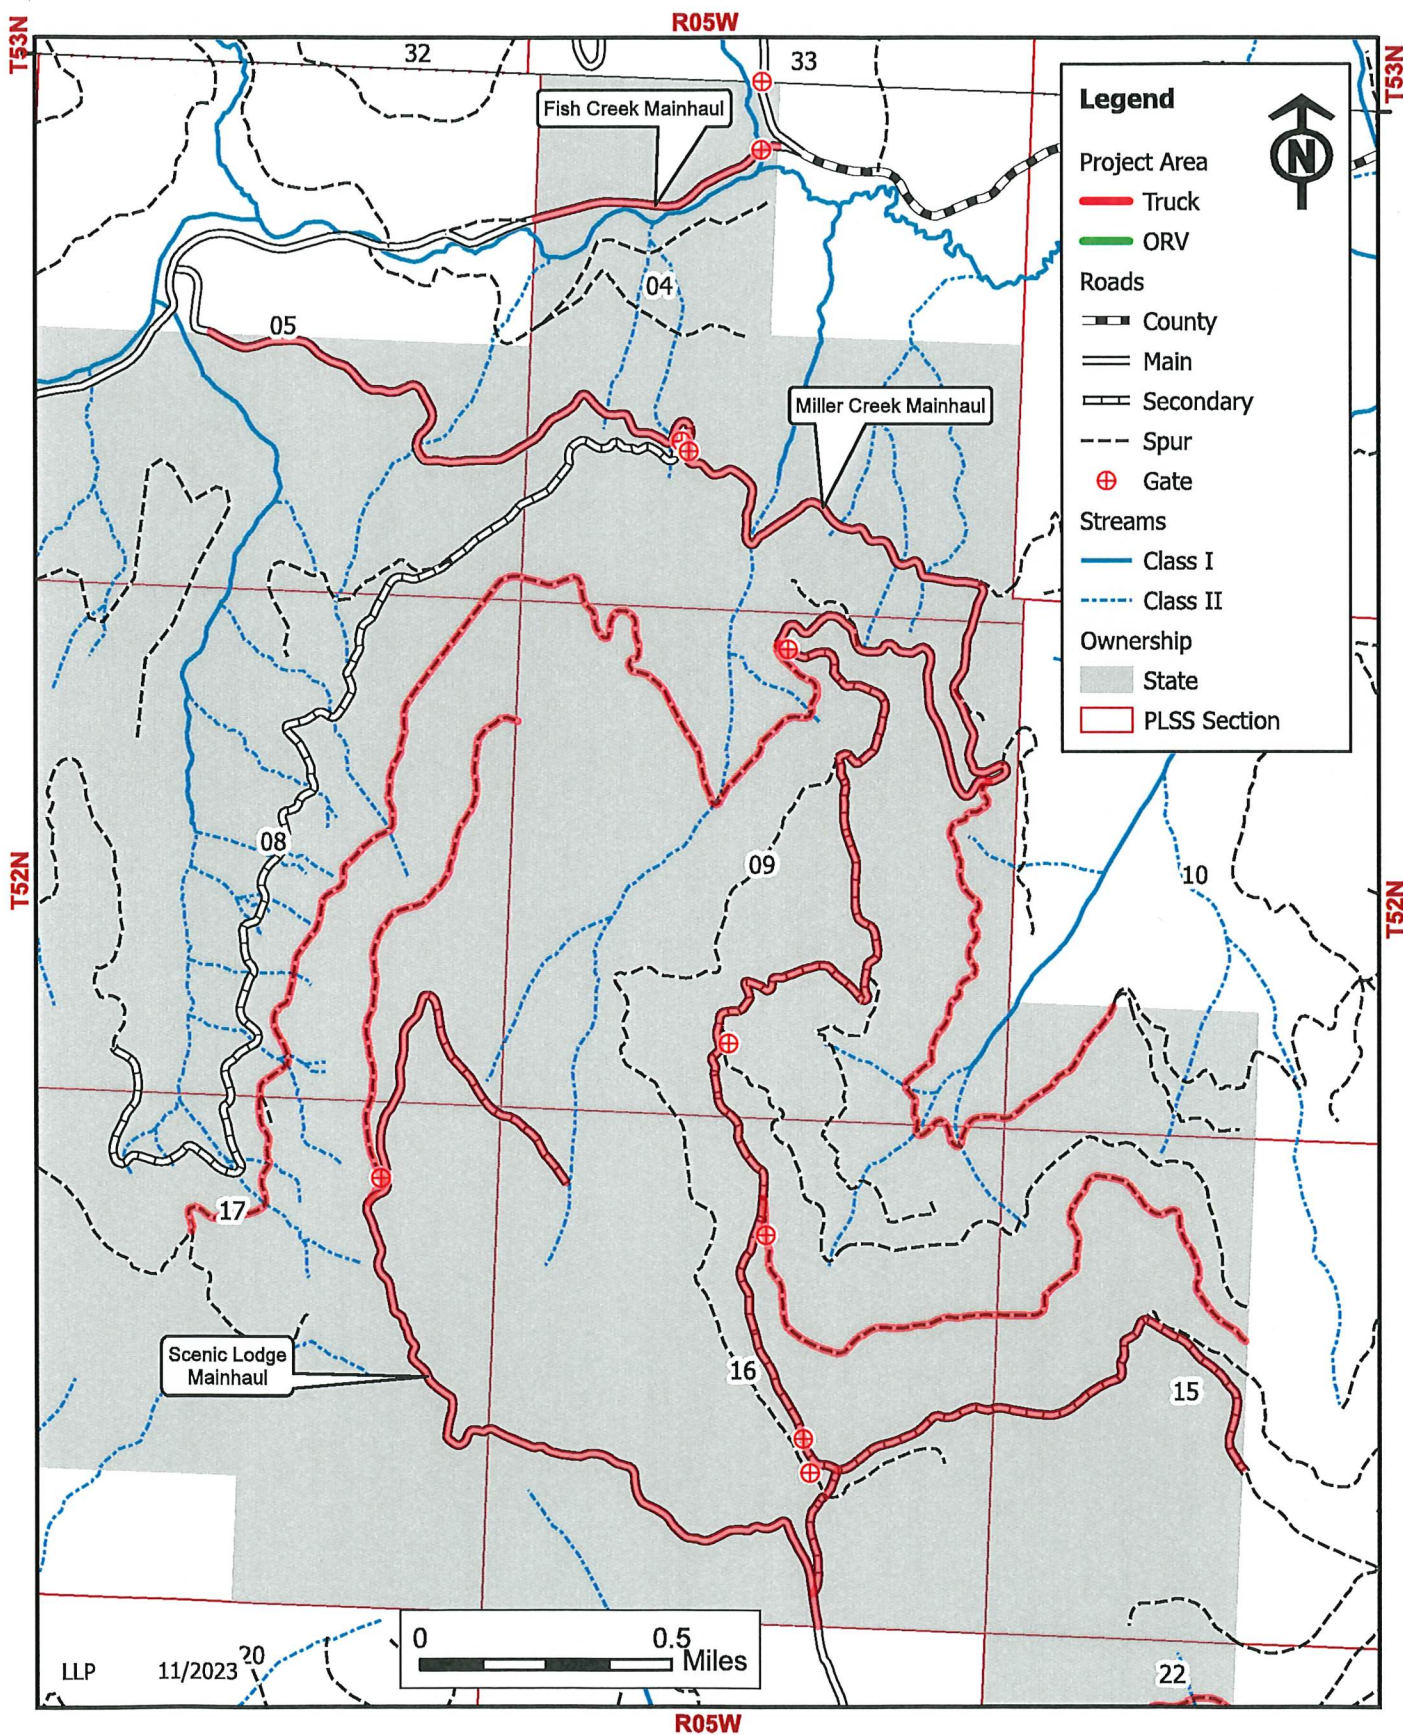 R05W
T53N
T53N
32
33
Fish Creek Mainhaul
Legend
N
Project Area
Truck
ORV
Roads
County
Main
Secondary
Spur
Gate
Streams
Class I
Class II
Ownership
State
PLSS Section
04
05
Miller Creek Mainhaul
08
09
10
T52N
T52N
17
Scenic Lodge
Mainhaul
16
15
0 0.5
Miles
LLP 11/2023
20
22
R05W